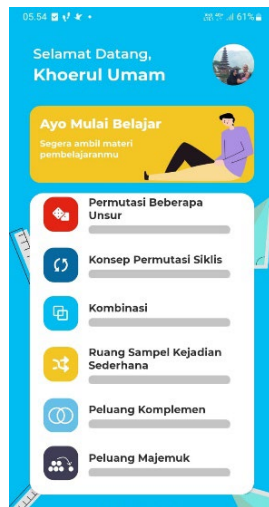 05.54
61%
Selamat Datang,
Khoerul Umam
Ayo Mulai Belajar
Segera ambil materi
pembelajaranmu
Permutasi Beberapa
Unsur
Konsep Permutasi Siklis
Kombinasi
Ruang Sampel Kejadian
Sederhana
Peluang Komplemen
Peluang Majemuk